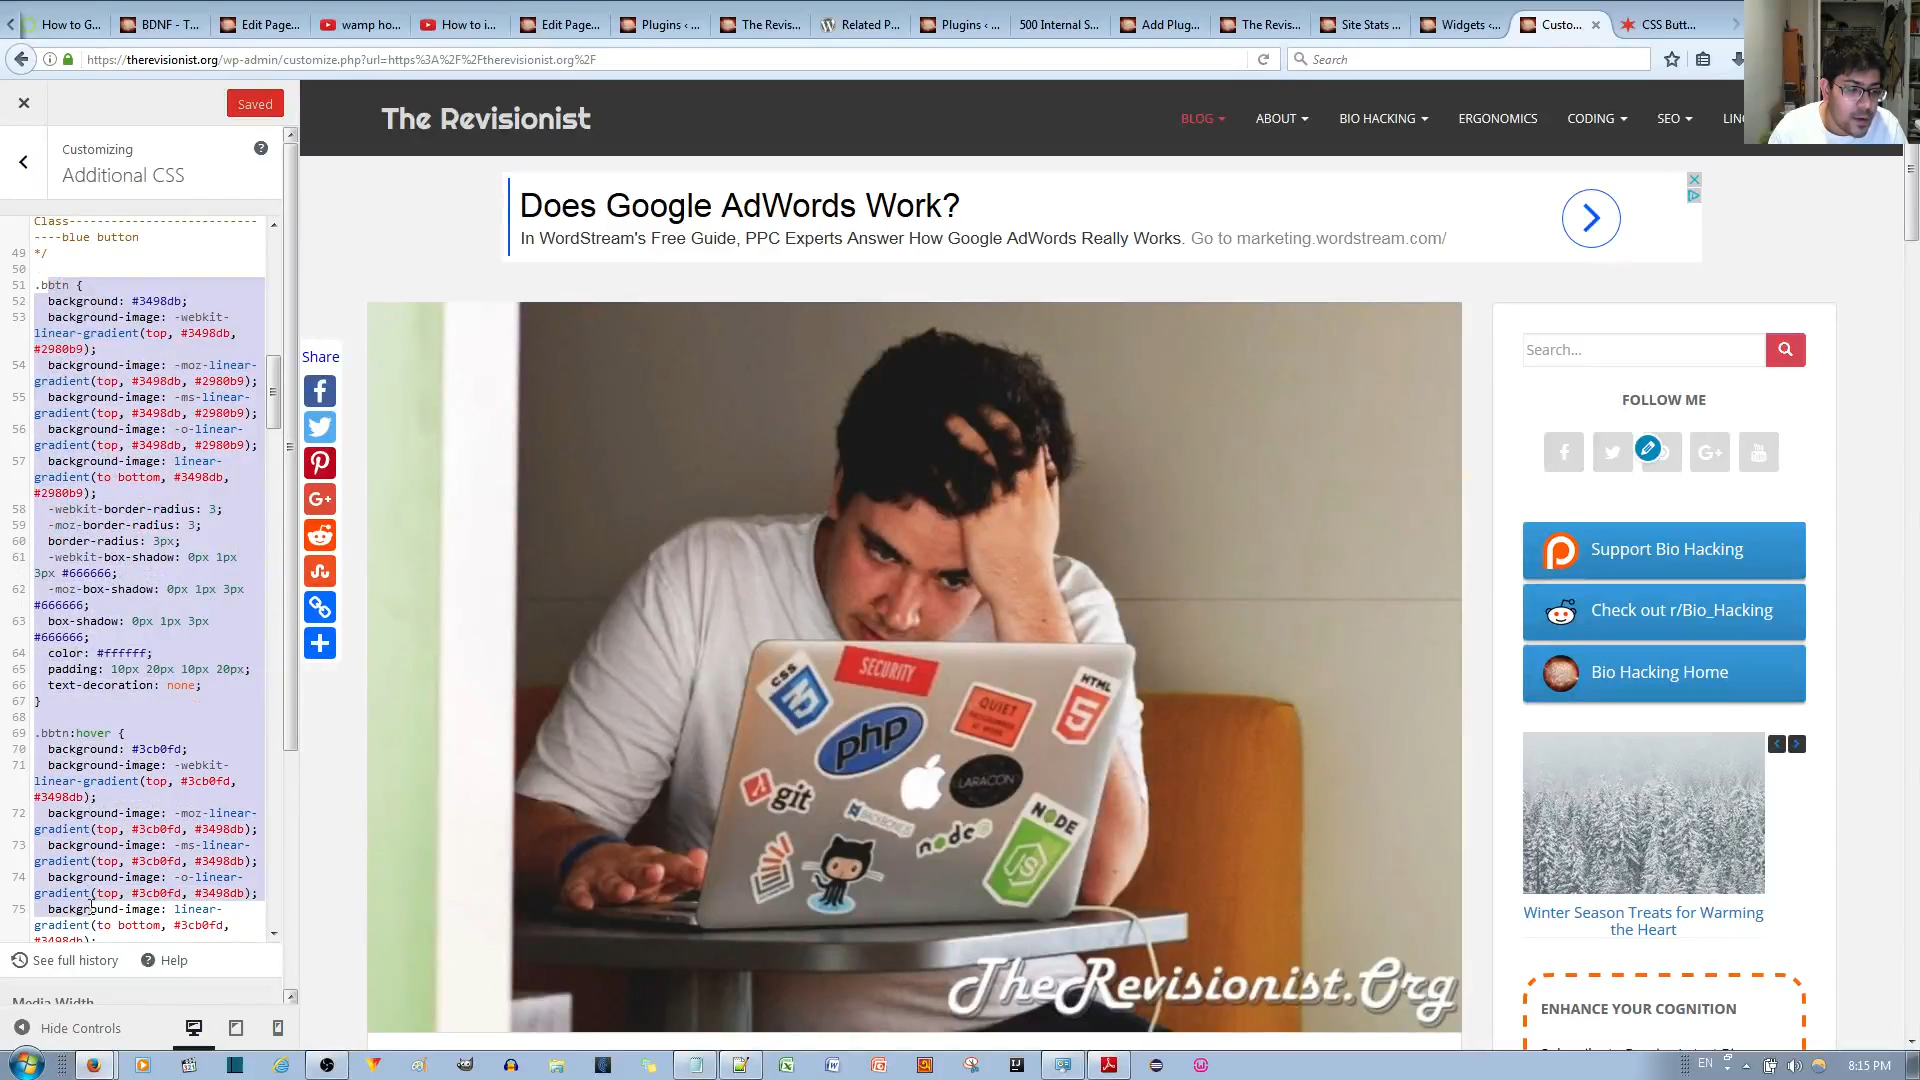 How to G...
BDNF - T...
Edit Page...
wamp ho...
How to i...
Edit Page...
Plugins ‹ ...
The Revis...
Related P...
Plugins ‹ ...
500 Internal S...
Add Plug...
The Revis...
Site Stats ...
Widgets ‹...
Custo...
CSS Butt...
https://therevisionist.org/wp-admin/customize.php?url=https%3A%2F%2Ftherevisionist.org%2F
Search
Saved
Customizing
Additional CSS
Class---------------------------
----blue button
49 */
50
51 .bbtn {
52 background: #3498db;
53 background-image: -webkit-
linear-gradient(top, #3498db,
#2980b9);
54 background-image: -moz-linear-
gradient(top, #3498db, #2980b9);
55 background-image: -ms-linear-
gradient(top, #3498db, #2980b9);
56 background-image: -o-linear-
gradient(top, #3498db, #2980b9);
57 background-image: linear-
gradient(to bottom, #3498db,
#2980b9);
58 -webkit-border-radius: 3;
59 -moz-border-radius: 3;
60 border-radius: 3px;
61 -webkit-box-shadow: 0px 1px
3px #666666;
62 -moz-box-shadow: 0px 1px 3px
#666666;
63 box-shadow: 0px 1px 3px
#666666;
64 color: #ffffff;
65 padding: 10px 20px 10px 20px;
66 text-decoration: none;
67 }
68
69 .bbtn:hover {
70 background: #3cb0fd;
71 background-image: -webkit-
linear-gradient(top, #3cb0fd,
#3498db);
72 background-image: -moz-linear-
gradient(top, #3cb0fd, #3498db);
73 background-image: -ms-linear-
gradient(top, #3cb0fd, #3498db);
74 background-image: -o-linear-
gradient(top, #3cb0fd, #3498db);
75 background-image: linear-
gradient(to bottom, #3cb0fd,
#3498db);
See full history
Help
Media Width
Hide Controls
The Revisionist
BLOG
ABOUT
BIO HACKING
ERGONOMICS
CODING
SEO
LIN
Does Google AdWords Work?
In WordStream's Free Guide, PPC Experts Answer How Google AdWords Really Works. Go to marketing.wordstream.com/
Share
CSS
SECURITY
HTML
php
QUIET
LARACON
git
BACKBONE.JS
node
NODE
JS
TheRevisionist.Org
Search...
FOLLOW ME
Support Bio Hacking
Check out r/Bio_Hacking
Bio Hacking Home
Winter Season Treats for Warming
the Heart
ENHANCE YOUR COGNITION
EN
8:15 PM